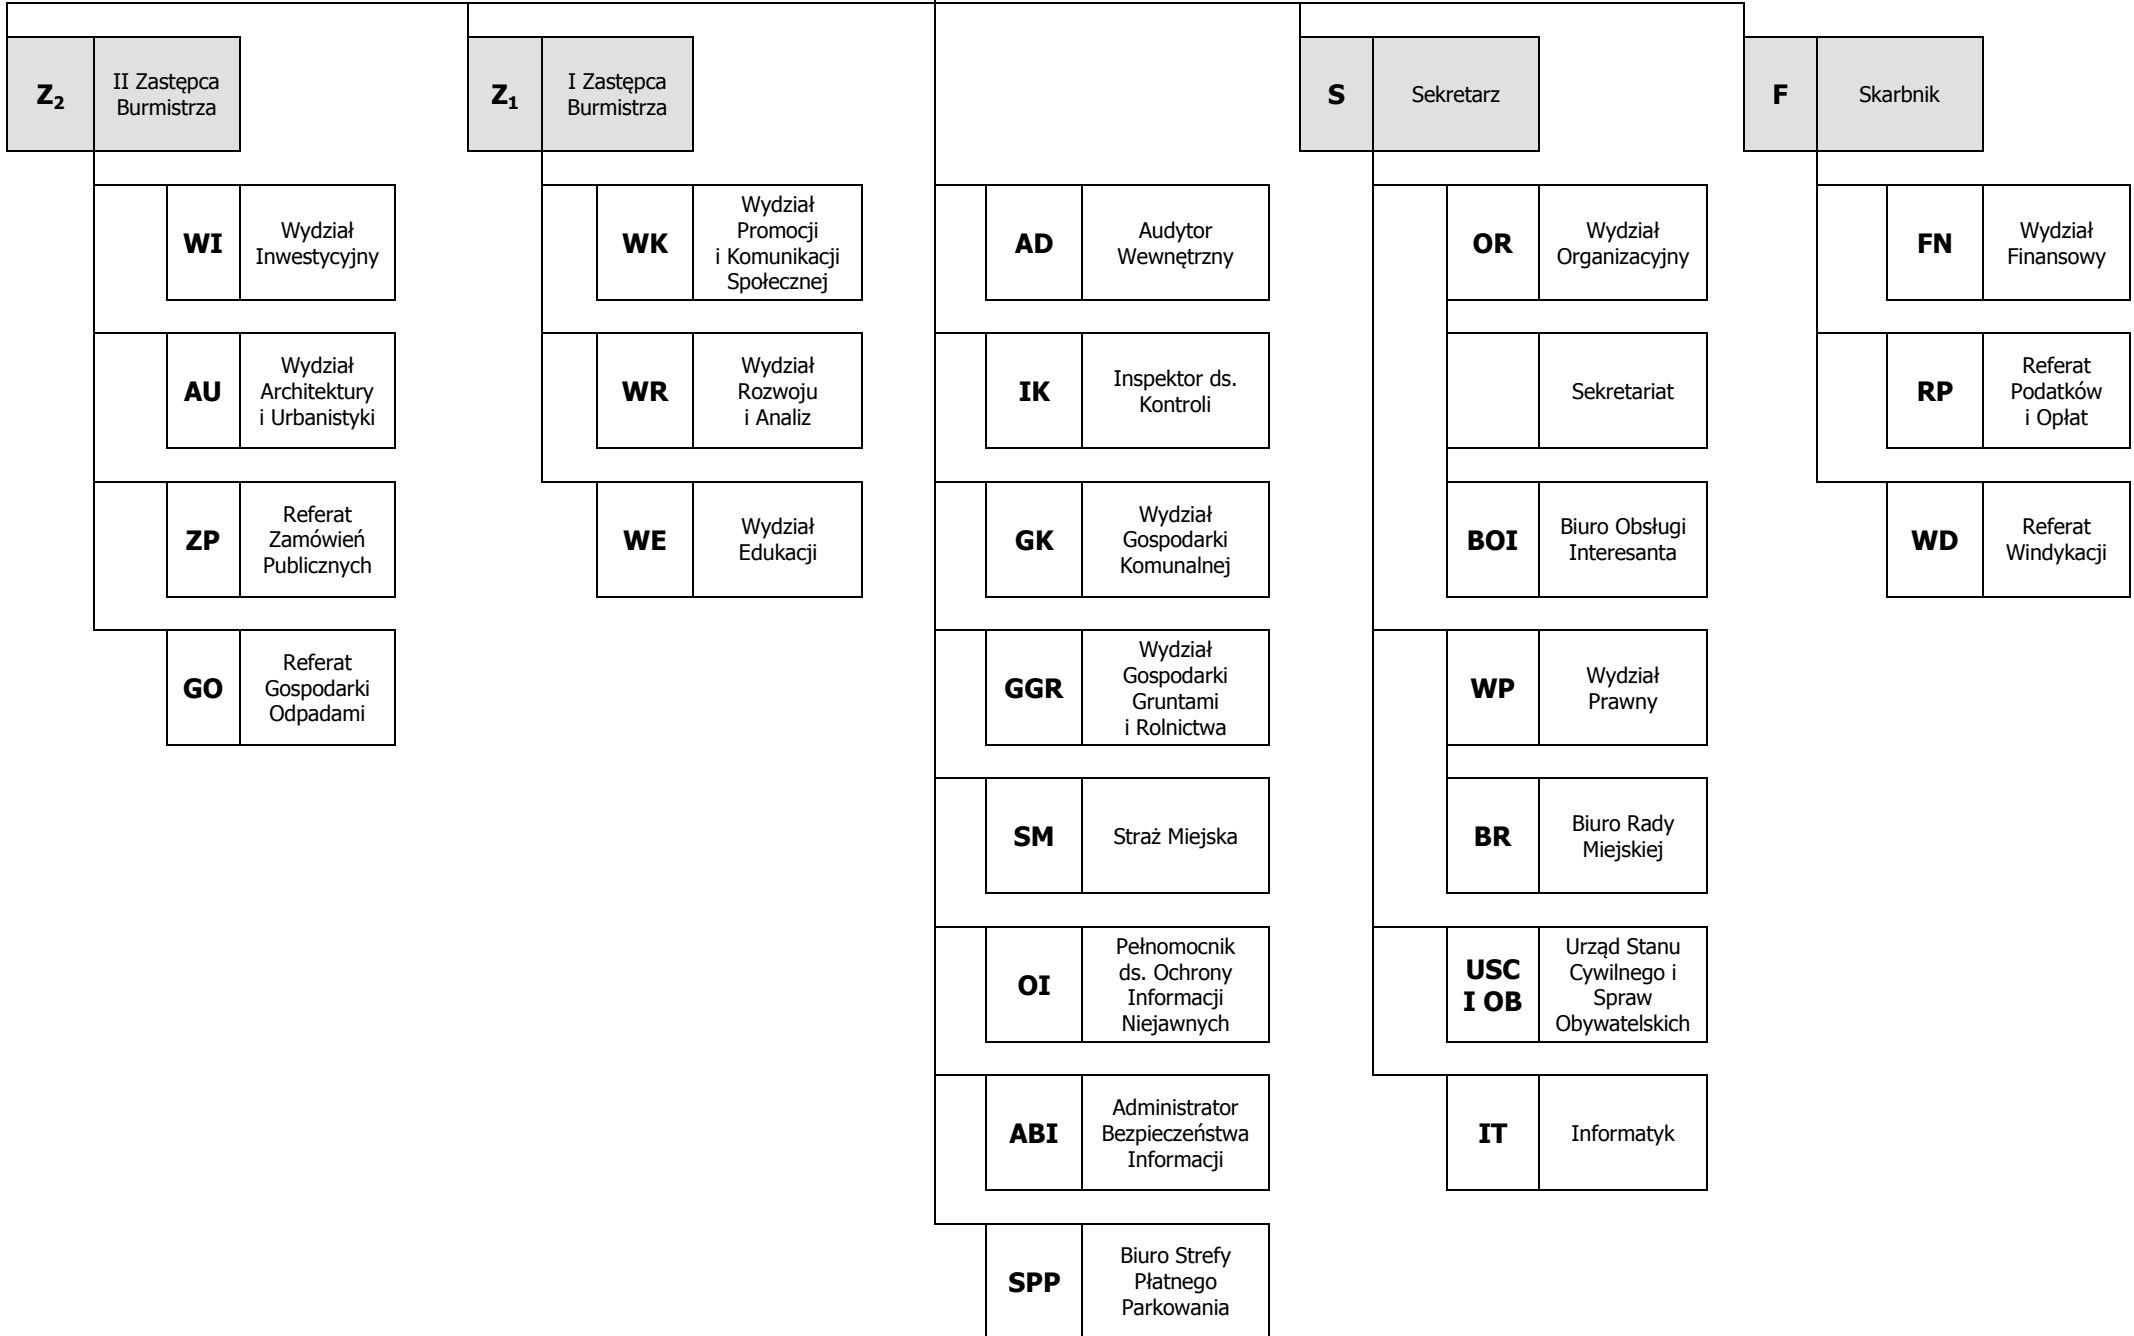 Z₂
II Zastępca
Burmistrza
Z₁
I Zastępca
Burmistrza
S
Sekretarz
F
Skarbnik
WI
Wydział
Inwestycyjny
AU
Wydział
Architektury
i Urbanistyki
ZP
Referat
Zamówień
Publicznych
GO
Referat
Gospodarki
Odpadami
WK
Wydział
Promocji
i Komunikacji
Społecznej
WR
Wydział
Rozwoju
i Analiz
WE
Wydział
Edukacji
AD
Audytor
Wewnętrzny
IK
Inspektor ds.
Kontroli
GK
Wydział
Gospodarki
Komunalnej
GGR
Wydział
Gospodarki
Gruntami
i Rolnictwa
SM
Straż Miejska
OI
Pełnomocnik
ds. Ochrony
Informacji
Niejawnych
ABI
Administrator
Bezpieczeństwa
Informacji
SPP
Biuro Strefy
Płatnego
Parkowania
OR
Wydział
Organizacyjny
Sekretariat
BOI
Biuro Obsługi
Interesanta
WP
Wydział
Prawny
BR
Biuro Rady
Miejskiej
USC
I OB
Urząd Stanu
Cywilnego i
Spraw
Obywatelskich
IT
Informatyk
FN
Wydział
Finansowy
RP
Referat
Podatków
i Opłat
WD
Referat
Windykacji